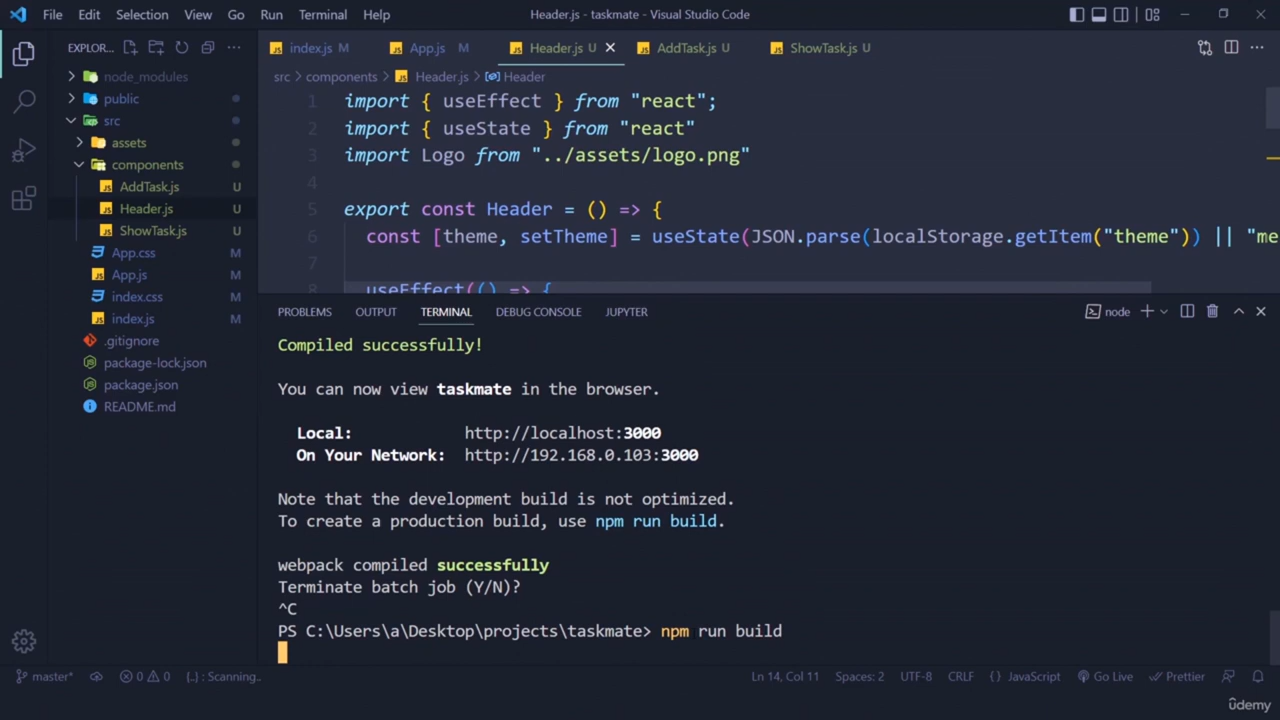 File Edit Selection View Go Run Terminal Help Header.js - taskmate - Visual Studio Code
EXPLOR... index.js M App.js M Header.js U AddTask.js U ShowTask.js U
src > components > Header.js > Header
node_modules
public
src
assets
components
AddTask.js U
Header.js U
ShowTask.js U
App.css M
App.js M
index.css M
index.js M
.gitignore
package-lock.json
package.json
README.md
1 import { useEffect } from "react";
2 import { useState } from "react"
3 import Logo from "../assets/logo.png"
4
5 export const Header = () => {
6 const [theme, setTheme] = useState(JSON.parse(localStorage.getItem("theme")) || "me
7
8 useEffect(() => {
PROBLEMS OUTPUT TERMINAL DEBUG CONSOLE JUPYTER node
Compiled successfully!
You can now view taskmate in the browser.
Local: http://localhost:3000
On Your Network: http://192.168.0.103:3000
Note that the development build is not optimized.
To create a production build, use npm run build.
webpack compiled successfully
Terminate batch job (Y/N)?
^C
PS C:\Users\a\Desktop\projects\taskmate> npm run build
master* 0 0 {..} : Scanning.. Ln 14, Col 11 Spaces: 2 UTF-8 CRLF {} JavaScript Go Live Prettier
ûdemy